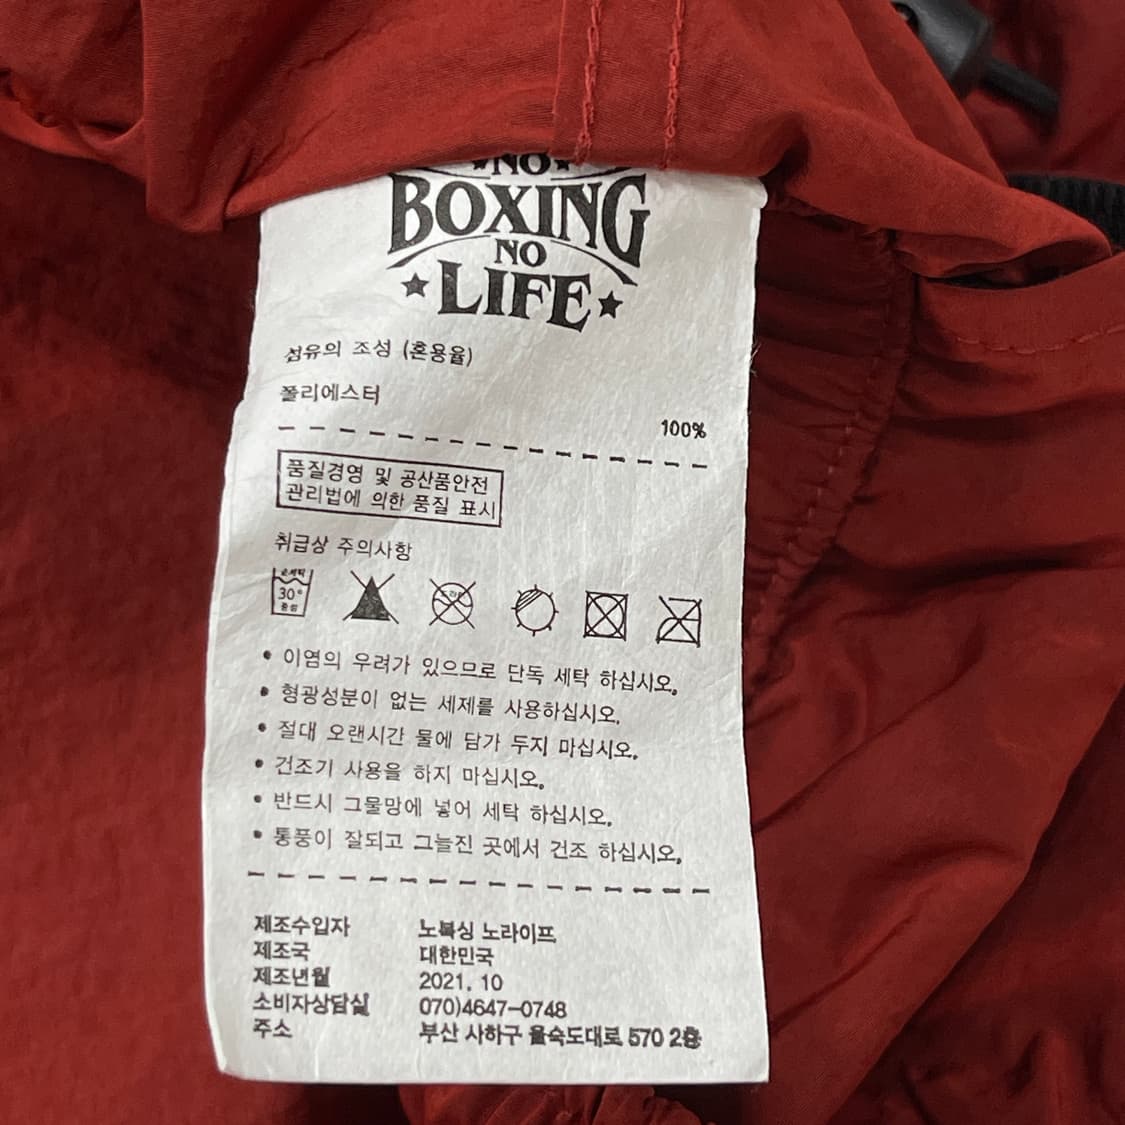 NO
BOXING
NO
LIFE
섬유의 조성 (혼용율)
폴리에스터
100%
품질경영 및 공산품안전
관리법에 의한 품질 표시
취급상 주의사항
손세탁
30°
중성
드라이
• 이염의 우려가 있으므로 단독 세탁 하십시오.
• 형광성분이 없는 세제를 사용하십시오.
• 절대 오랜시간 물에 담가 두지 마십시오.
• 건조기 사용을 하지 마십시오.
• 반드시 그물망에 넣어 세탁 하십시오.
• 통풍이 잘되고 그늘진 곳에서 건조 하십시오.
제조수입자 노복싱 노라이프
제조국 대한민국
제조년월 2021. 10
소비자상담실 070)4647-0748
주소 부산 사하구 을숙도대로 570 2층